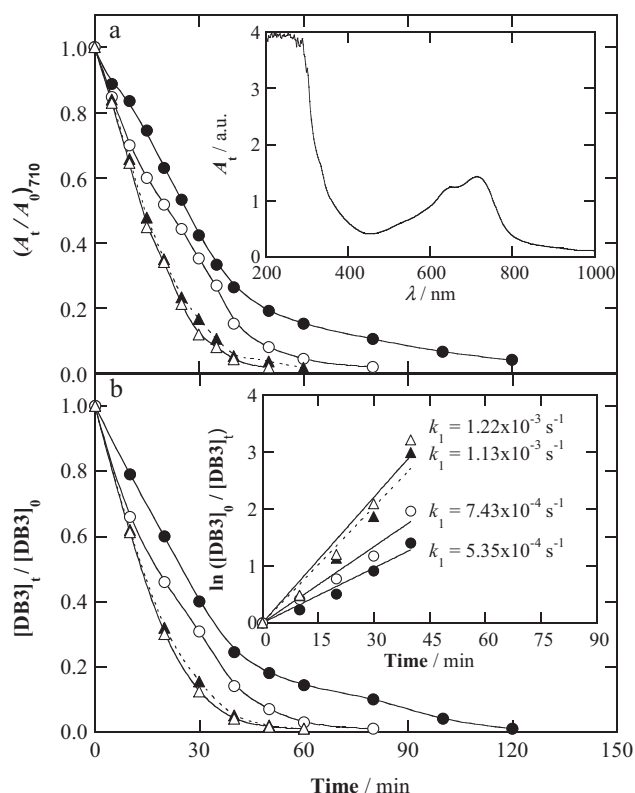 a
(A_t / A_0)_710
1.0
0.8
0.6
0.4
0.2
0.0
A_t / a.u.
4
3
2
1
0
200 400 600 800 1000
λ / nm
b
[DB3]_t / [DB3]_0
1.0
0.8
0.6
0.4
0.2
0.0
ln ([DB3]_0 / [DB3]_t)
4
3
2
1
0
k_1 = 1.22x10^-3 s^-1
k_1 = 1.13x10^-3 s^-1
k_1 = 7.43x10^-4 s^-1
k_1 = 5.35x10^-4 s^-1
0 15 30 45 60 75 90
Time / min
0 30 60 90 120 150
Time / min